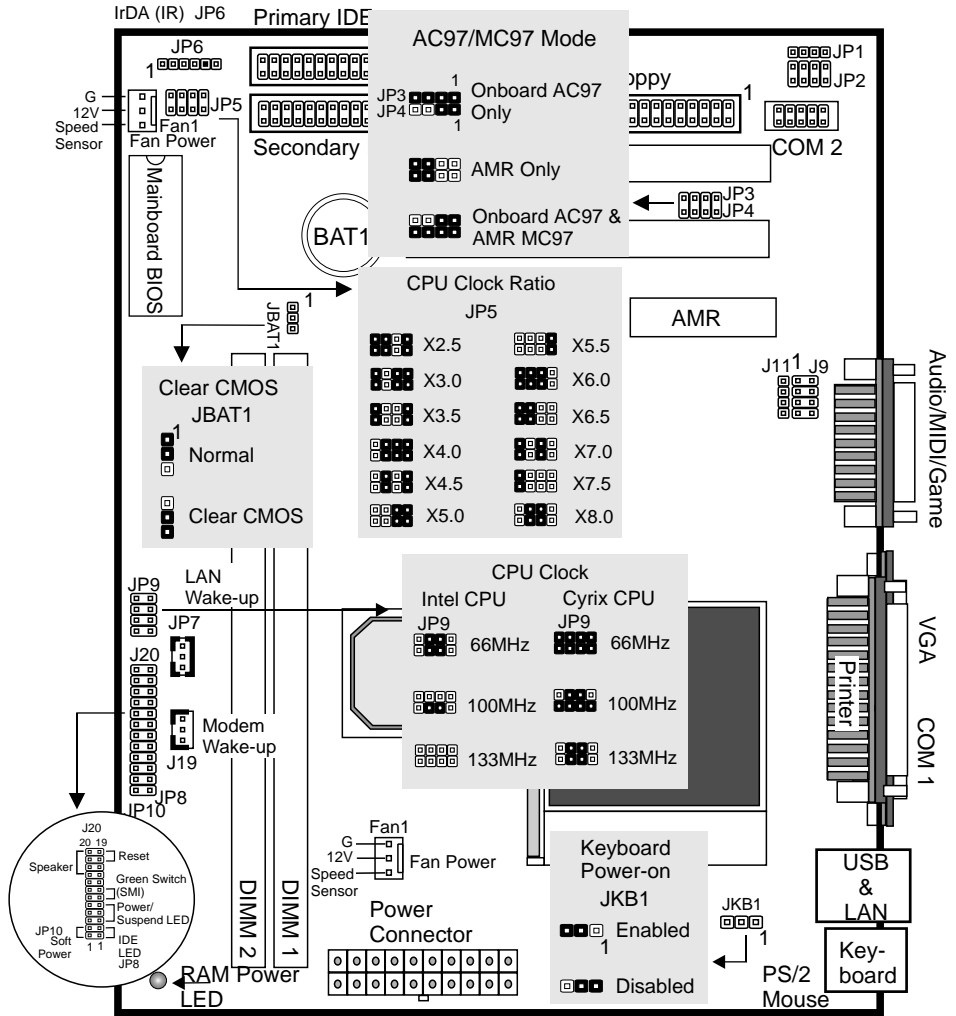 IrDA (IR) JP6
Primary IDE
AC97/MC97 Mode
JP6
1
JP1
JP2
G
12V
Speed
Sensor
JP5
Fan1
Fan Power
1
JP3
JP4
1
Onboard AC97
Only
oppy
1
Secondary
COM 2
AMR Only
JP3
JP4
Onboard AC97 &
AMR MC97
Mainboard BIOS
BAT1
CPU Clock Ratio
JP5
1
JBAT1
AMR
X2.5
X5.5
X3.0
X6.0
X3.5
X6.5
X4.0
X7.0
X4.5
X7.5
X5.0
X8.0
J11
1
J9
Audio/MIDI/Game
Clear CMOS
JBAT1
1
Normal
Clear CMOS
JP9
LAN
Wake-up
JP7
CPU Clock
Intel CPU
Cyrix CPU
JP9
JP9
66MHz
66MHz
100MHz
100MHz
133MHz
133MHz
J20
Modem
Wake-up
J19
JP8
JP10
VGA
Printer
COM 1
J20
20 19
Speaker
Reset
Green Switch
(SMI)
Power/
Suspend LED
JP10
Soft
Power
1 1
IDE
LED
JP8
Fan1
G
12V
Speed
Sensor
Fan Power
DIMM 2
DIMM 1
Power
Connector
Keyboard
Power-on
JKB1
Enabled
1
Disabled
JKB1
1
USB
&
LAN
Key-
board
PS/2
Mouse
RAM Power
LED